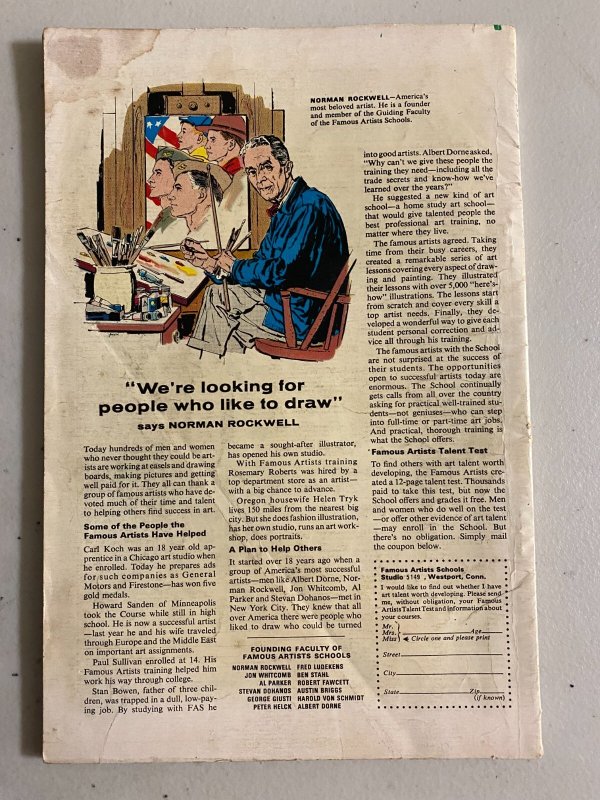 NORMAN ROCKWELL—America's
most beloved artist. He is a founder
and member of the Guiding Faculty
of the Famous Artists Schools.
"We're looking for
people who like to draw"
says NORMAN ROCKWELL
Today hundreds of men and women
who never thought they could be art-
ists are working at easels and drawing
boards, making pictures and getting
well paid for it. They all can thank a
group of famous artists who have de-
voted much of their time and talent
to helping others find success in art.
Some of the People the
Famous Artists Have Helped
Carl Koch was an 18 year old ap-
prentice in a Chicago art studio when
he enrolled. Today he prepares ads
for such companies as General
Motors and Firestone—has won five
gold medals.
Howard Sanden of Minneapolis
took the Course while still in high
school. He is now a successful artist
—last year he and his wife traveled
through Europe and the Middle East
on important art assignments.
Paul Sullivan enrolled at 14. His
Famous Artists training helped him
work his way through college.
Stan Bowen, father of three chil-
dren, was trapped in a dull, low-pay-
ing job. By studying with FAS he
became a sought-after illustrator,
has opened his own studio.
With Famous Artists training
Rosemary Roberts was hired by a
top department store as an artist—
with a big chance to advance.
Oregon housewife Helen Tryk
lives 150 miles from the nearest big
city. But she does fashion illustration,
has her own studio, runs an art work-
shop, does portraits.
A Plan to Help Others
It started over 18 years ago when a
group of America's most successful
artists—men like Albert Dorne, Nor-
man Rockwell, Jon Whitcomb, Al
Parker and Stevan Dohanos—met in
New York City. They knew that all
over America there were people who
liked to draw who could be turned
into good artists. Albert Dorne asked,
"Why can't we give these people the
training they need—including all the
trade secrets and know-how we've
learned over the years?"
He suggested a new kind of art
school—a home study art school—
that would give talented people the
best professional art training, no
matter where they live.
The famous artists agreed. Taking
time from their busy careers, they
created a remarkable series of art
lessons covering every aspect of draw-
ing and painting. They illustrated
their lessons with over 5,000 "here's-
how" illustrations. The lessons start
from scratch and cover every skill a
top artist needs. Finally, they de-
veloped a wonderful way to give each
student personal correction and ad-
vice all through his training.
The famous artists with the School
are not surprised at the success of
their students. The opportunities
open to successful artists today are
enormous. The School continually
gets calls from all over the country
asking for practical well-trained stu-
dents—not geniuses—who can step
into full-time or part-time art jobs.
And practical, thorough training is
what the School offers.
Famous Artists Talent Test
To find others with art talent worth
developing, the Famous Artists cre-
ated a 12-page talent test. Thousands
paid to take this test, but now the
School offers and grades it free. Men
and women who do well on the test
—or offer other evidence of art talent
—may enroll in the School. But
there's no obligation. Simply mail
the coupon below.
FOUNDING FACULTY OF
FAMOUS ARTISTS SCHOOLS
NORMAN ROCKWELL FRED LUDEKENS
JON WHITCOMB BEN STAHL
AL PARKER ROBERT FAWCETT
STEVAN DOHANOS AUSTIN BRIGGS
GEORGE GIUSTI HAROLD VON SCHMIDT
PETER HELCK ALBERT DORNE
Famous Artists Schools
Studio 5149, Westport, Conn.
I would like to find out whether I have
art talent worth developing. Please send
me, without obligation, your Famous
Artists Talent Test and information about
your courses.
Mr.
Mrs. Age
Miss Circle one and please print
Street
City
State Zip
(if known)